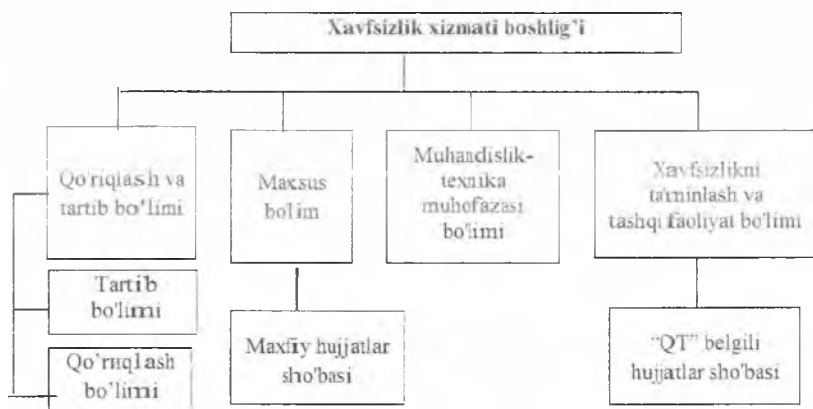 Xavfsizlik xizmati boshlig'i
Qo'riqlash va
tartib bo'limi
Maxsus
bo'lim
Muhandislik-
texnika
muhofazasi
bo'limi
Xavfsizlikni
ta'minlash va
tashqi faoliyat bo'limi
Tartib
bo'limi
Qo'riqlash
bo'limi
Maxfiy hujjatlar
sho'basi
"QT" belgili
hujjatlar sho'basi